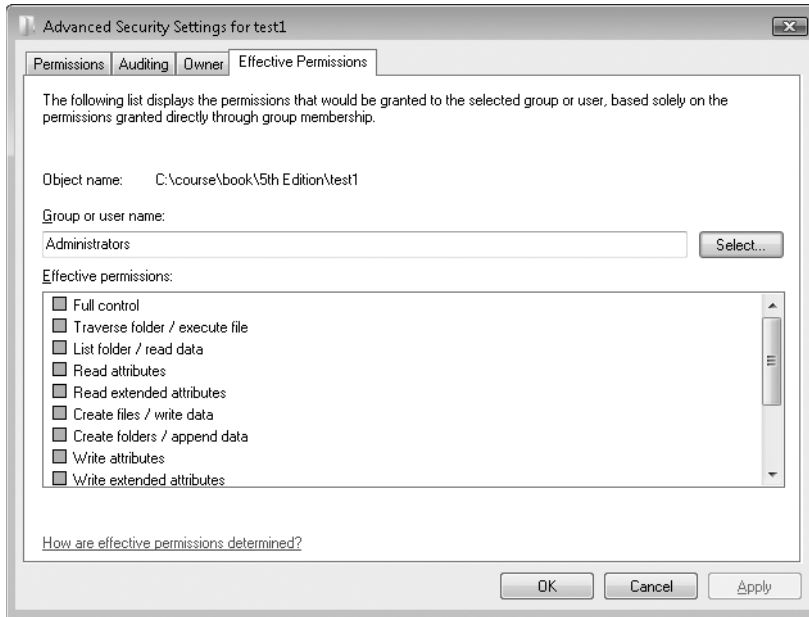 Advanced Security Settings for test1
Permissions Auditing Owner Effective Permissions
The following list displays the permissions that would be granted to the selected group or user, based solely on the
permissions granted directly through group membership.
Object name: C:\course\book\5th Edition\test1
Group or user name:
Administrators Select...
Effective permissions:
Full control
Traverse folder / execute file
List folder / read data
Read attributes
Read extended attributes
Create files / write data
Create folders / append data
Write attributes
Write extended attributes
How are effective permissions determined?
OK Cancel Apply